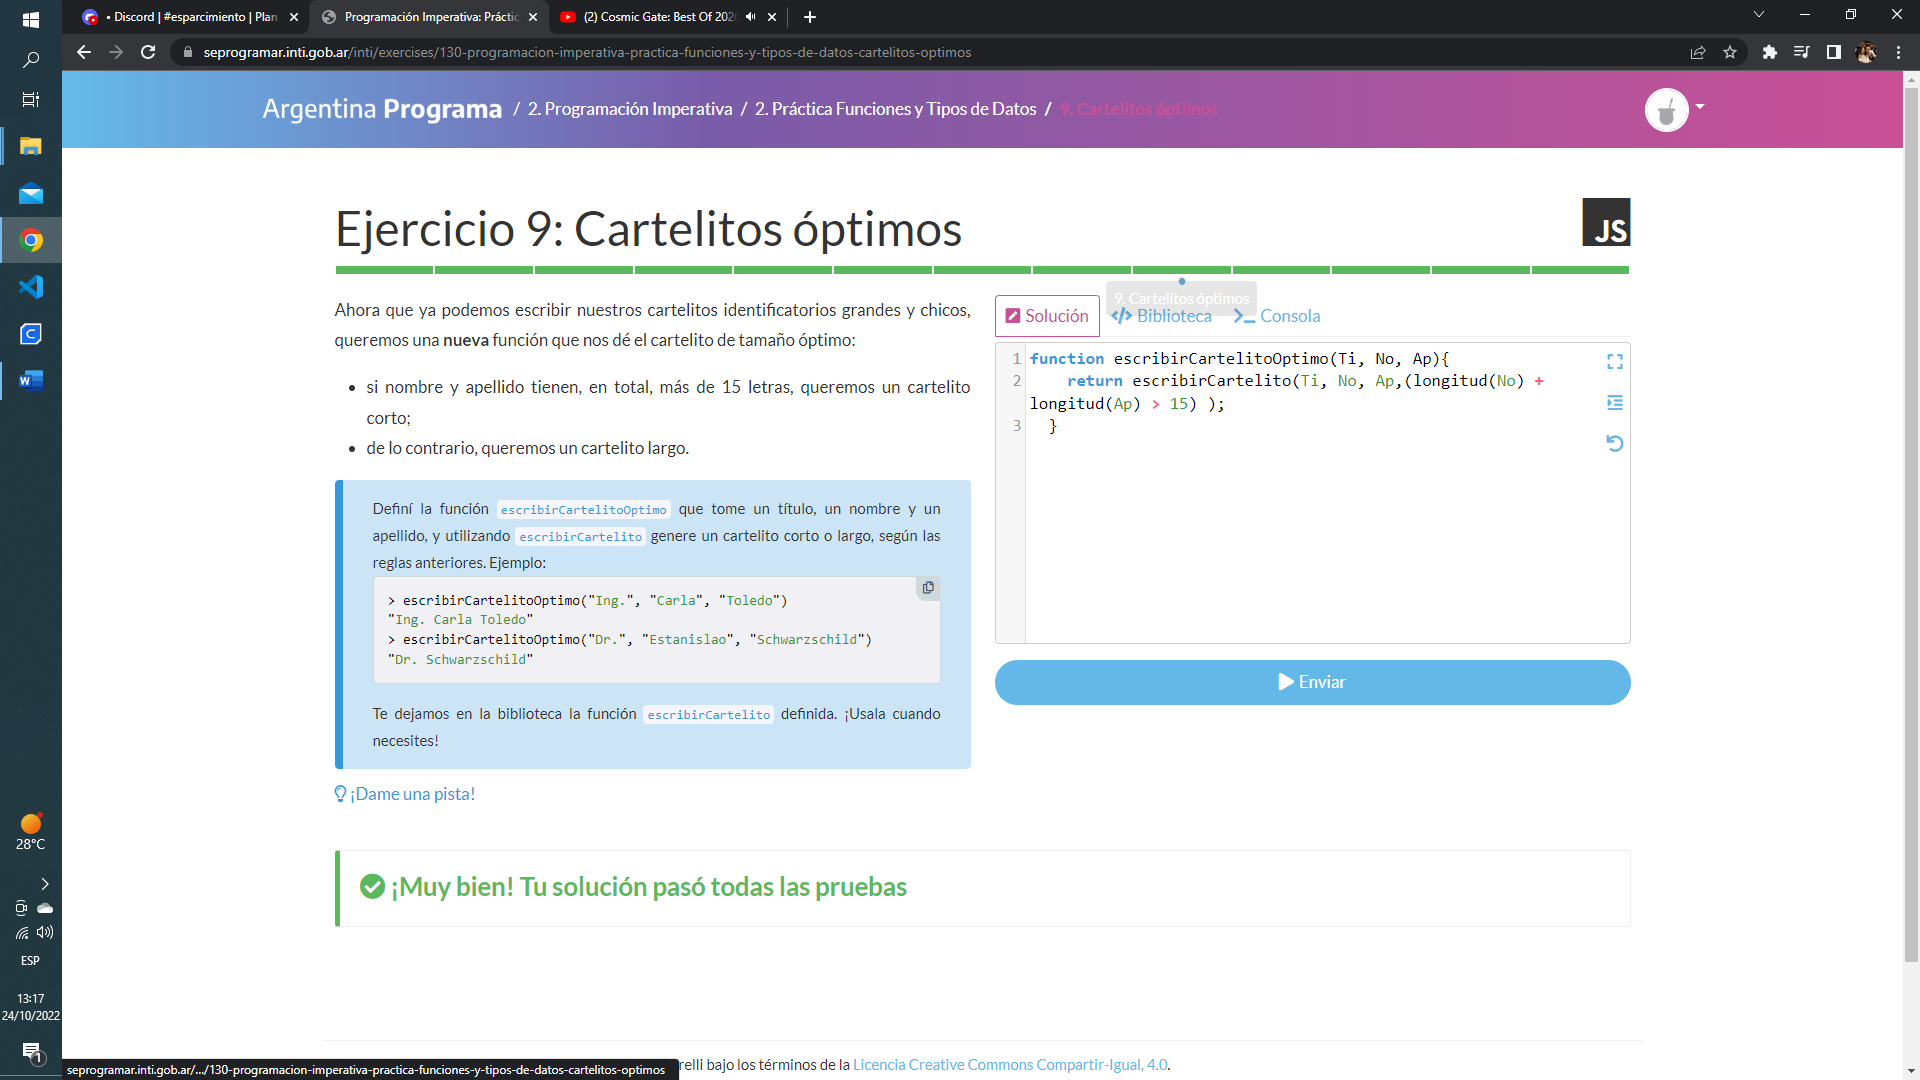 • Discord | #esparcimiento | Plan
Programación Imperativa: Práctic
(2) Cosmic Gate: Best Of 2020
seprogramar.inti.gob.ar/inti/exercises/130-programacion-imperativa-practica-funciones-y-tipos-de-datos-cartelitos-optimos
Argentina Programa / 2. Programación Imperativa / 2. Práctica Funciones y Tipos de Datos / 9. Cartelitos óptimos
Ejercicio 9: Cartelitos óptimos
JS
Ahora que ya podemos escribir nuestros cartelitos identificatorios grandes y chicos,
queremos una nueva función que nos dé el cartelito de tamaño óptimo:
si nombre y apellido tienen, en total, más de 15 letras, queremos un cartelito
corto;
de lo contrario, queremos un cartelito largo.
Definí la función escribirCartelitoOptimo que tome un título, un nombre y un
apellido, y utilizando escribirCartelito genere un cartelito corto o largo, según las
reglas anteriores. Ejemplo:
> escribirCartelitoOptimo("Ing.", "Carla", "Toledo")
"Ing. Carla Toledo"
> escribirCartelitoOptimo("Dr.", "Estanislao", "Schwarzschild")
"Dr. Schwarzschild"
Te dejamos en la biblioteca la función escribirCartelito definida. ¡Usala cuando
necesites!
¡Dame una pista!
9. Cartelitos óptimos
Solución
Biblioteca
Consola
1 function escribirCartelitoOptimo(Ti, No, Ap){
2 return escribirCartelito(Ti, No, Ap,(longitud(No) +
longitud(Ap) > 15) );
3 }
Enviar
¡Muy bien! Tu solución pasó todas las pruebas
relli bajo los términos de la Licencia Creative Commons Compartir-Igual, 4.0.
seprogramar.inti.gob.ar/.../130-programacion-imperativa-practica-funciones-y-tipos-de-datos-cartelitos-optimos
28°C
ESP
13:17
24/10/2022
1